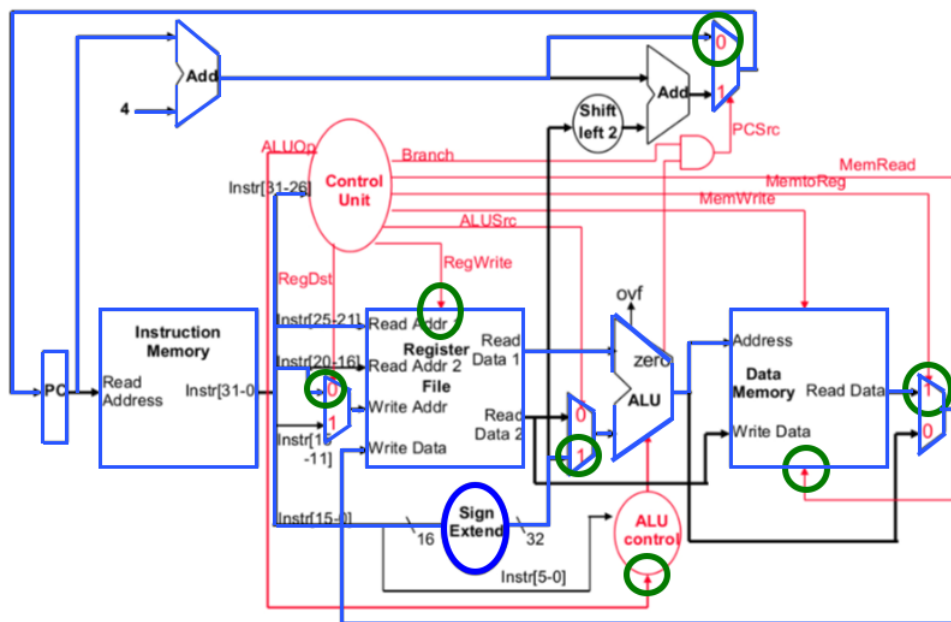 0
Add
Add
4
1
Shift
left 2
PCSrc
ALUOp
Branch
MemRead
Instr[31-26]
Control
Unit
MemtoReg
MemWrite
ALUSrc
RegDst
RegWrite
ovf
Instruction
Memory
Instr[25-21]
Read Addr 1
Register
Read
Data 1
zero
Address
Instr[20-16]
Read Addr 2
File
Data
Memory
PC
Read
Address
Instr[31-0
0
1
Write Addr
Read
Data 2
0
1
ALU
Read Data
1
0
Instr[15
-11]
Write Data
Write Data
Instr[15-0]
Sign
Extend
16
32
ALU
control
Instr[5-0]